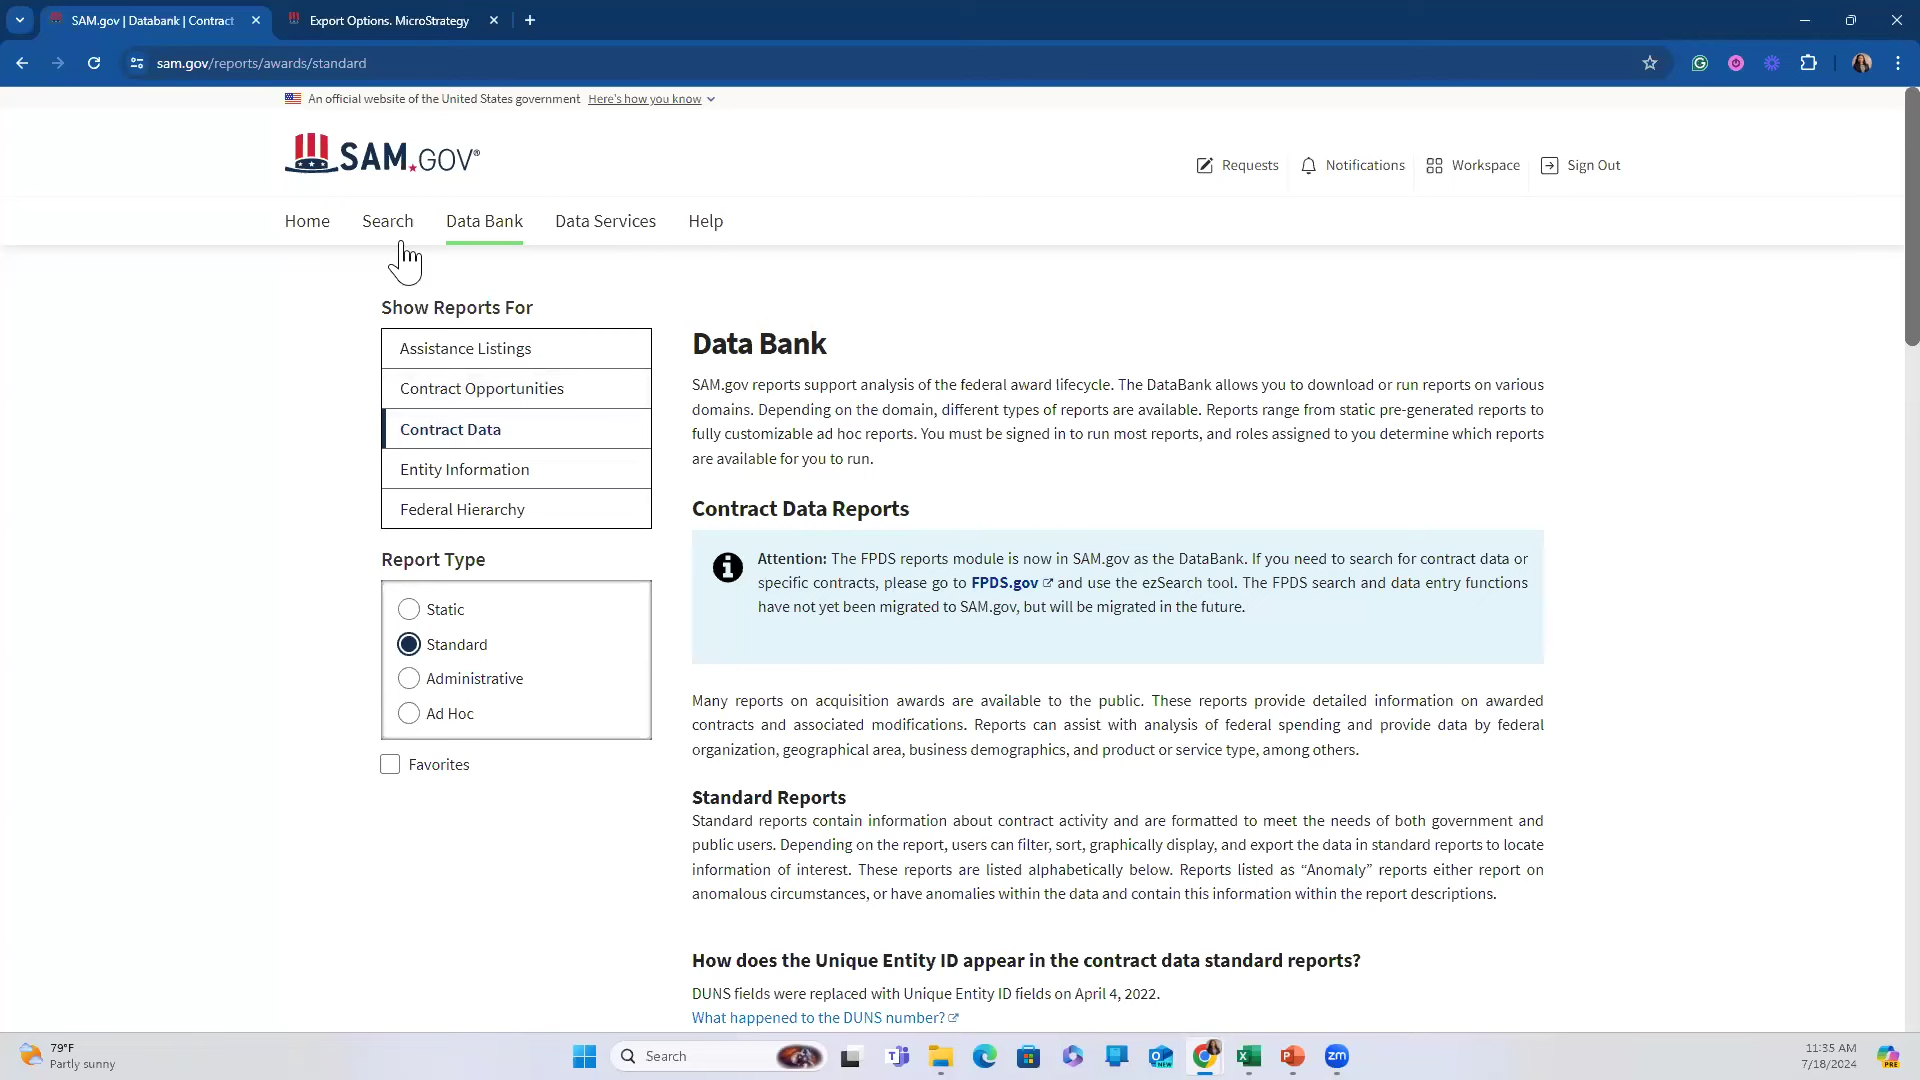 SAM.gov | Databank | Contract
Export Options. MicroStrategy
sam.gov/reports/awards/standard
An official website of the United States government Here's how you know
SAM.GOV®
Requests
Notifications
Workspace
Sign Out
Home
Search
Data Bank
Data Services
Help
Show Reports For
Assistance Listings
Contract Opportunities
Contract Data
Entity Information
Federal Hierarchy
Report Type
Static
Standard
Administrative
Ad Hoc
Favorites
Data Bank
SAM.gov reports support analysis of the federal award lifecycle. The DataBank allows you to download or run reports on various
domains. Depending on the domain, different types of reports are available. Reports range from static pre-generated reports to
fully customizable ad hoc reports. You must be signed in to run most reports, and roles assigned to you determine which reports
are available for you to run.
Contract Data Reports
Attention: The FPDS reports module is now in SAM.gov as the DataBank. If you need to search for contract data or
specific contracts, please go to FPDS.gov and use the ezSearch tool. The FPDS search and data entry functions
have not yet been migrated to SAM.gov, but will be migrated in the future.
Many reports on acquisition awards are available to the public. These reports provide detailed information on awarded
contracts and associated modifications. Reports can assist with analysis of federal spending and provide data by federal
organization, geographical area, business demographics, and product or service type, among others.
Standard Reports
Standard reports contain information about contract activity and are formatted to meet the needs of both government and
public users. Depending on the report, users can filter, sort, graphically display, and export the data in standard reports to locate
information of interest. These reports are listed alphabetically below. Reports listed as “Anomaly” reports either report on
anomalous circumstances, or have anomalies within the data and contain this information within the report descriptions.
How does the Unique Entity ID appear in the contract data standard reports?
DUNS fields were replaced with Unique Entity ID fields on April 4, 2022.
What happened to the DUNS number?
79°F
Partly sunny
Search
NEW
zm
11:35 AM
7/18/2024
PRE